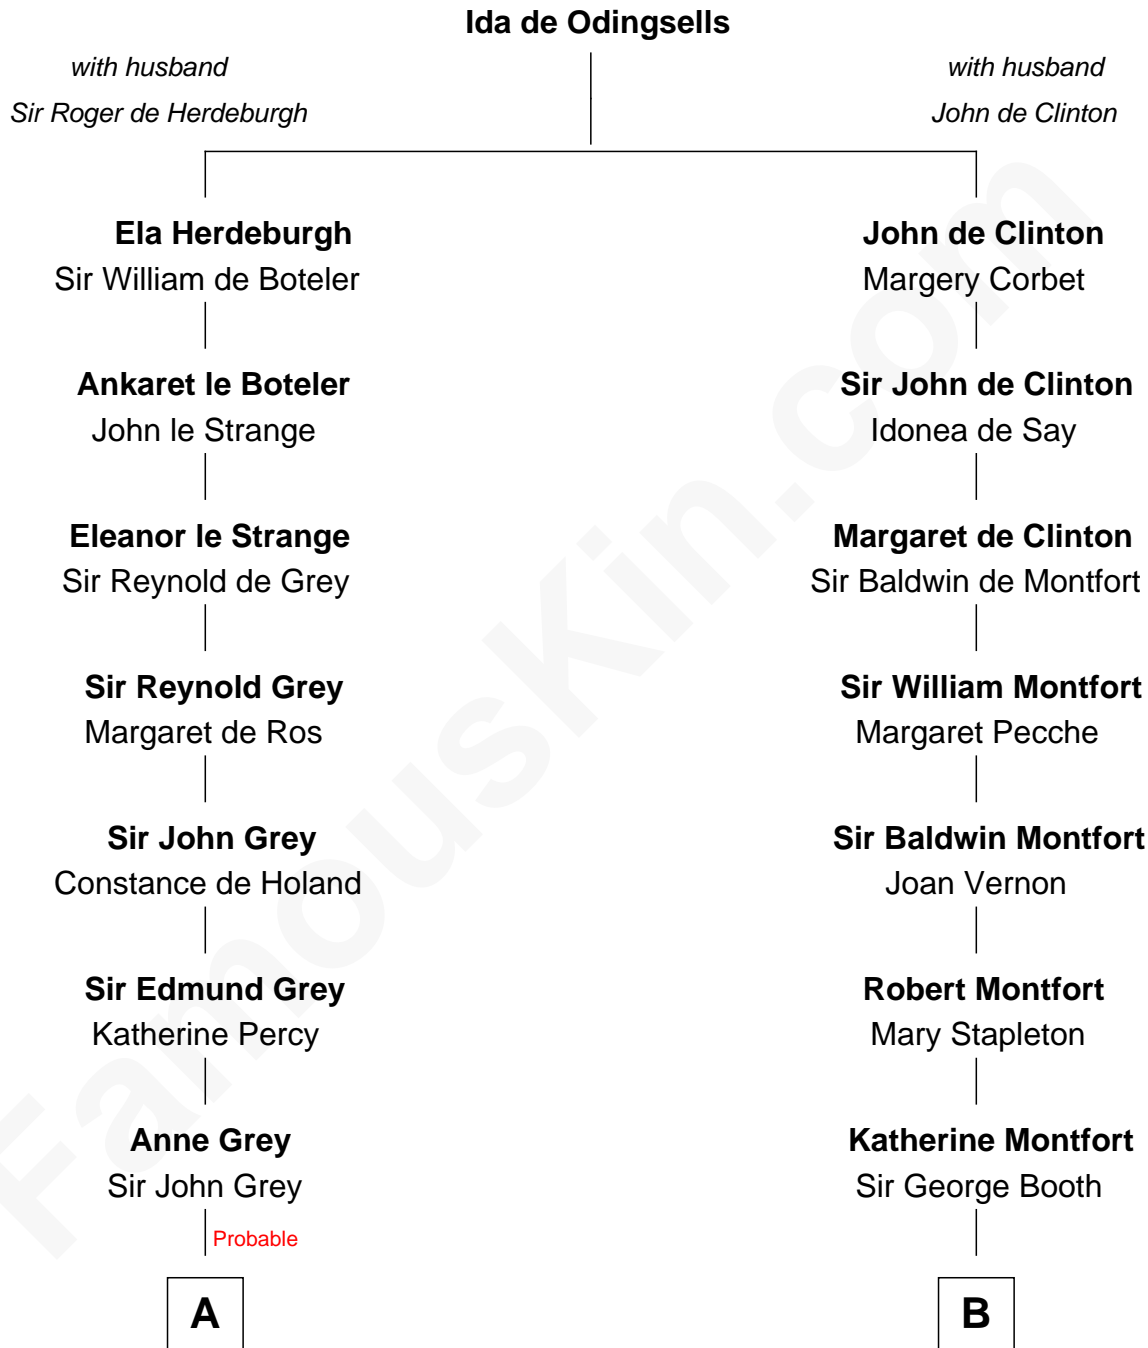 Ida de Odingsells
with husband
Sir Roger de Herdeburgh
with husband
John de Clinton
Ela Herdeburgh
Sir William de Boteler
John de Clinton
Margery Corbet
Ankaret le Boteler
John le Strange
Sir John de Clinton
Idonea de Say
Eleanor le Strange
Sir Reynold de Grey
Margaret de Clinton
Sir Baldwin de Montfort
Sir Reynold Grey
Margaret de Ros
Sir William Montfort
Margaret Pecche
Sir John Grey
Constance de Holand
Sir Baldwin Montfort
Joan Vernon
Sir Edmund Grey
Katherine Percy
Robert Montfort
Mary Stapleton
Anne Grey
Sir John Grey
Katherine Montfort
Sir George Booth
Probable
A
B
FamousKin.com